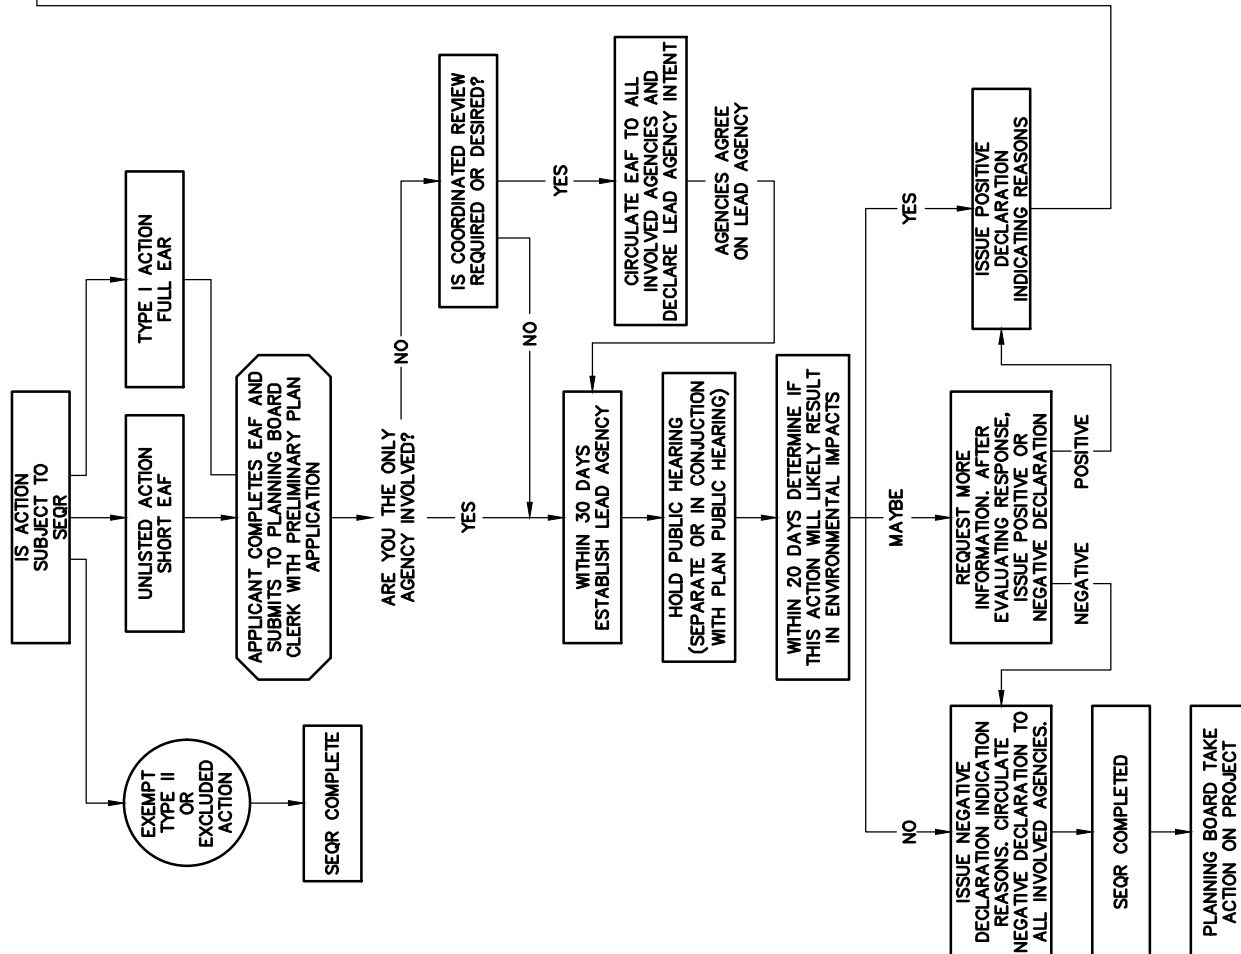 IS ACTION
SUBJECT TO
SEQR
EXEMPT
TYPE II
OR
EXCLUDED
ACTION
UNLISTED ACTION
SHORT EAF
TYPE I ACTION
FULL EAR
SEQR COMPLETE
APPLICANT COMPLETES EAF AND
SUBMITS TO PLANNING BOARD
CLERK WITH PRELIMINARY PLAN
APPLICATION
ARE YOU THE ONLY
AGENCY INVOLVED?
NO
YES
IS COORDINATED REVIEW
REQUIRED OR DESIRED?
NO
YES
CIRCULATE EAF TO ALL
INVOLVED AGENCIES AND
DECLARE LEAD AGENCY INTENT
AGENCIES AGREE
ON LEAD AGENCY
WITHIN 30 DAYS
ESTABLISH LEAD AGENCY
HOLD PUBLIC HEARING
(SEPARATE OR IN CONJUCTION
WITH PLAN PUBLIC HEARING)
WITHIN 20 DAYS DETERMINE IF
THIS ACTION WILL LIKELY RESULT
IN ENVIRONMENTAL IMPACTS
NO
MAYBE
YES
ISSUE NEGATIVE
DECLARATION INDICATION
REASONS. CIRCULATE
NEGATIVE DECLARATION TO
ALL INVOLVED AGENCIES.
REQUEST MORE
INFORMATION. AFTER
EVALUATING RESPONSE,
ISSUE POSITIVE OR
NEGATIVE DECLARATION
ISSUE POSITIVE
DECLARATION
INDICATING REASONS
NEGATIVE
POSITIVE
SEQR COMPLETED
PLANNING BOARD TAKE
ACTION ON PROJECT